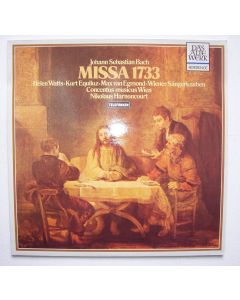 Johann Sebastian Bach
MISSA 1733
Helen Watts · Kurt Equiluz · Max van Egmond · Wiener Sängerknaben
Concentus musicus Wien
Nikolaus Harnoncourt
TELEFUNKEN
DAS
ALTE
WERK
REFERENCE